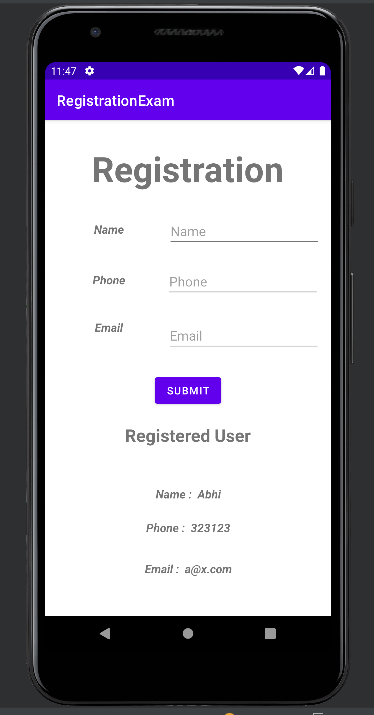 11:47
RegistrationExam
Registration
Name Name
Phone Phone
Email Email
SUBMIT
Registered User
Name : Abhi
Phone : 323123
Email : a@x.com